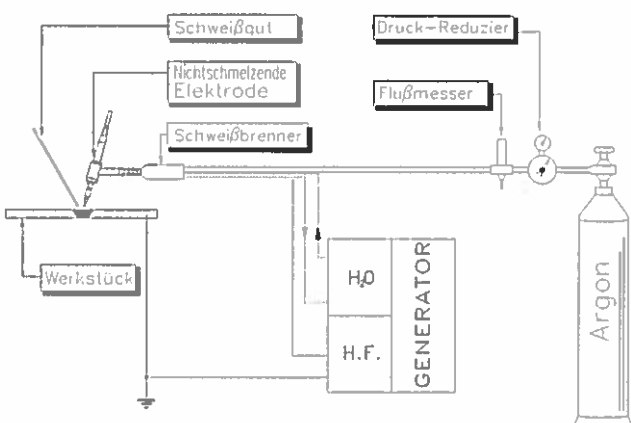 Schweißgut
Druck-Reduzier
Nichtschmelzende
Elektrode
Flußmesser
Schweißbrenner
Werkstück
H2O
H.F.
GENERATOR
Argon